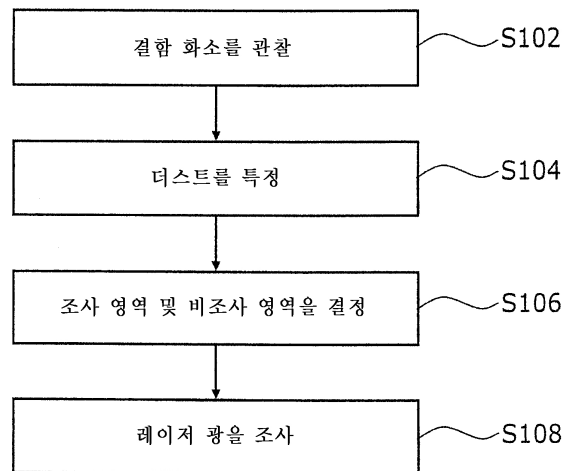 결함 화소를 관찰
S102
더스트를 특정
S104
조사 영역 및 비조사 영역을 결정
S106
레이저 광을 조사
S108